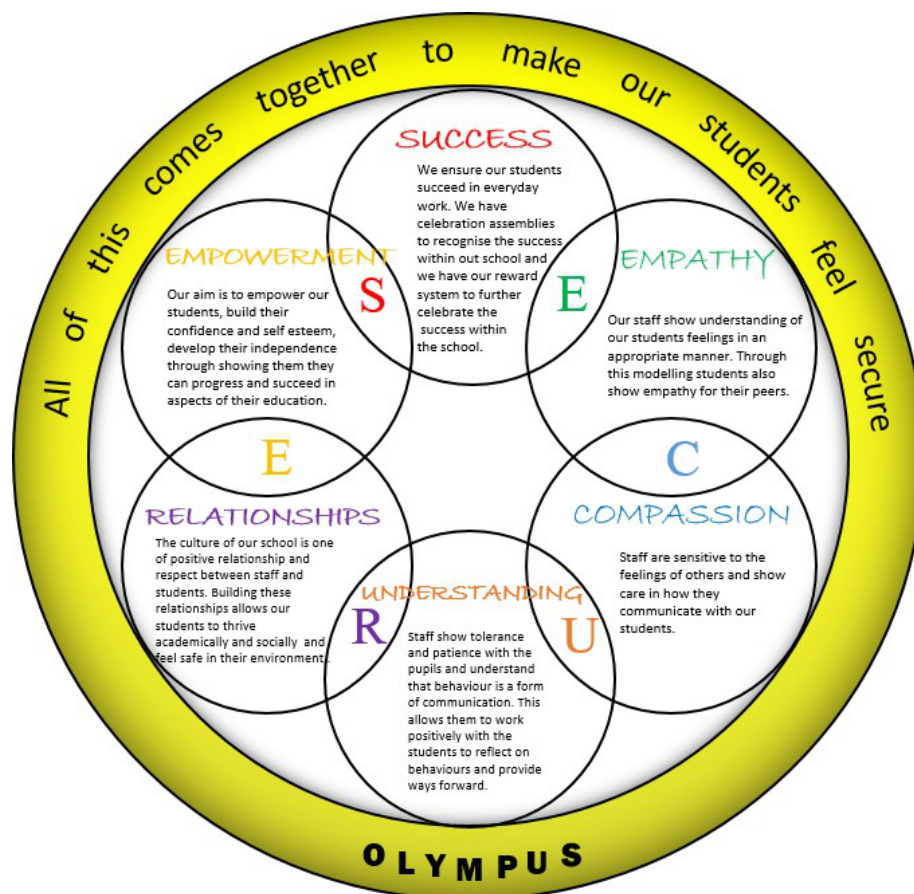 All of this comes together to make our students feel secure
SUCCESS
We ensure our students
succeed in everyday
work. We have
celebration assemblies
to recognise the success
within out school and
we have our reward
system to further
celebrate the
success within
the school.
S
E
EMPATHY
Our staff show understanding of
our students feelings in an
appropriate manner. Through
this modelling students also
show empathy for their peers.
C
COMPASSION
Staff are sensitive to the
feelings of others and show
care in how they
communicate with our
students.
U
UNDERSTANDING
Staff show tolerance
and patience with the
pupils and understand
that behaviour is a form
of communication. This
allows them to work
positively with the
students to reflect on
behaviours and provide
ways forward.
R
RELATIONSHIPS
The culture of our school is one
of positive relationship and
respect between staff and
students. Building these
relationships allows our
students to thrive
academically and socially and
feel safe in their environment.
E
EMPOWERMENT
Our aim is to empower our
students, build their
confidence and self esteem,
develop their independence
through showing them they
can progress and succeed in
aspects of their education.
OLYMPUS